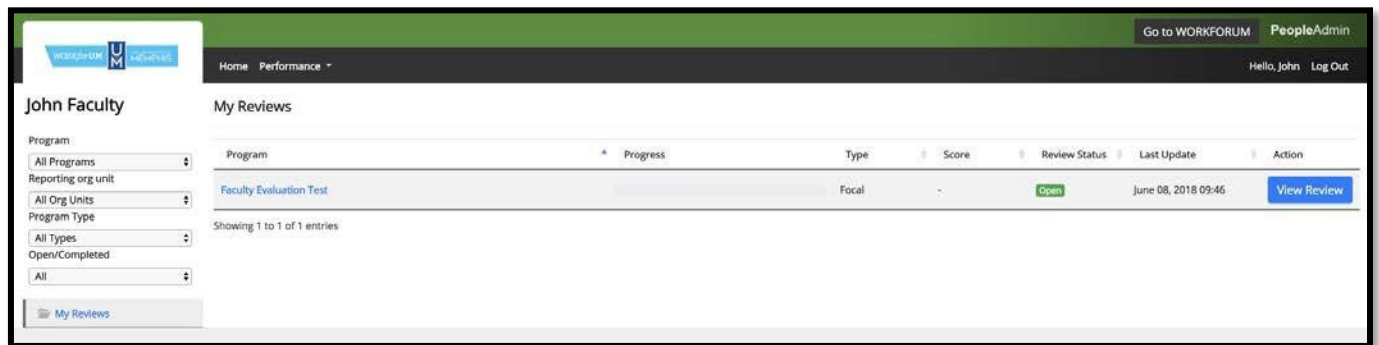 Go to WORKFORUM PeopleAdmin
WORKforUM UM MEMPHIS
Home Performance Hello, John Log Out
John Faculty
My Reviews
Program
All Programs
Reporting org unit
All Org Units
Program Type
All Types
Open/Completed
All
My Reviews
Program Progress Type Score Review Status Last Update Action
Faculty Evaluation Test Focal - Open June 08, 2018 09:46 View Review
Showing 1 to 1 of 1 entries